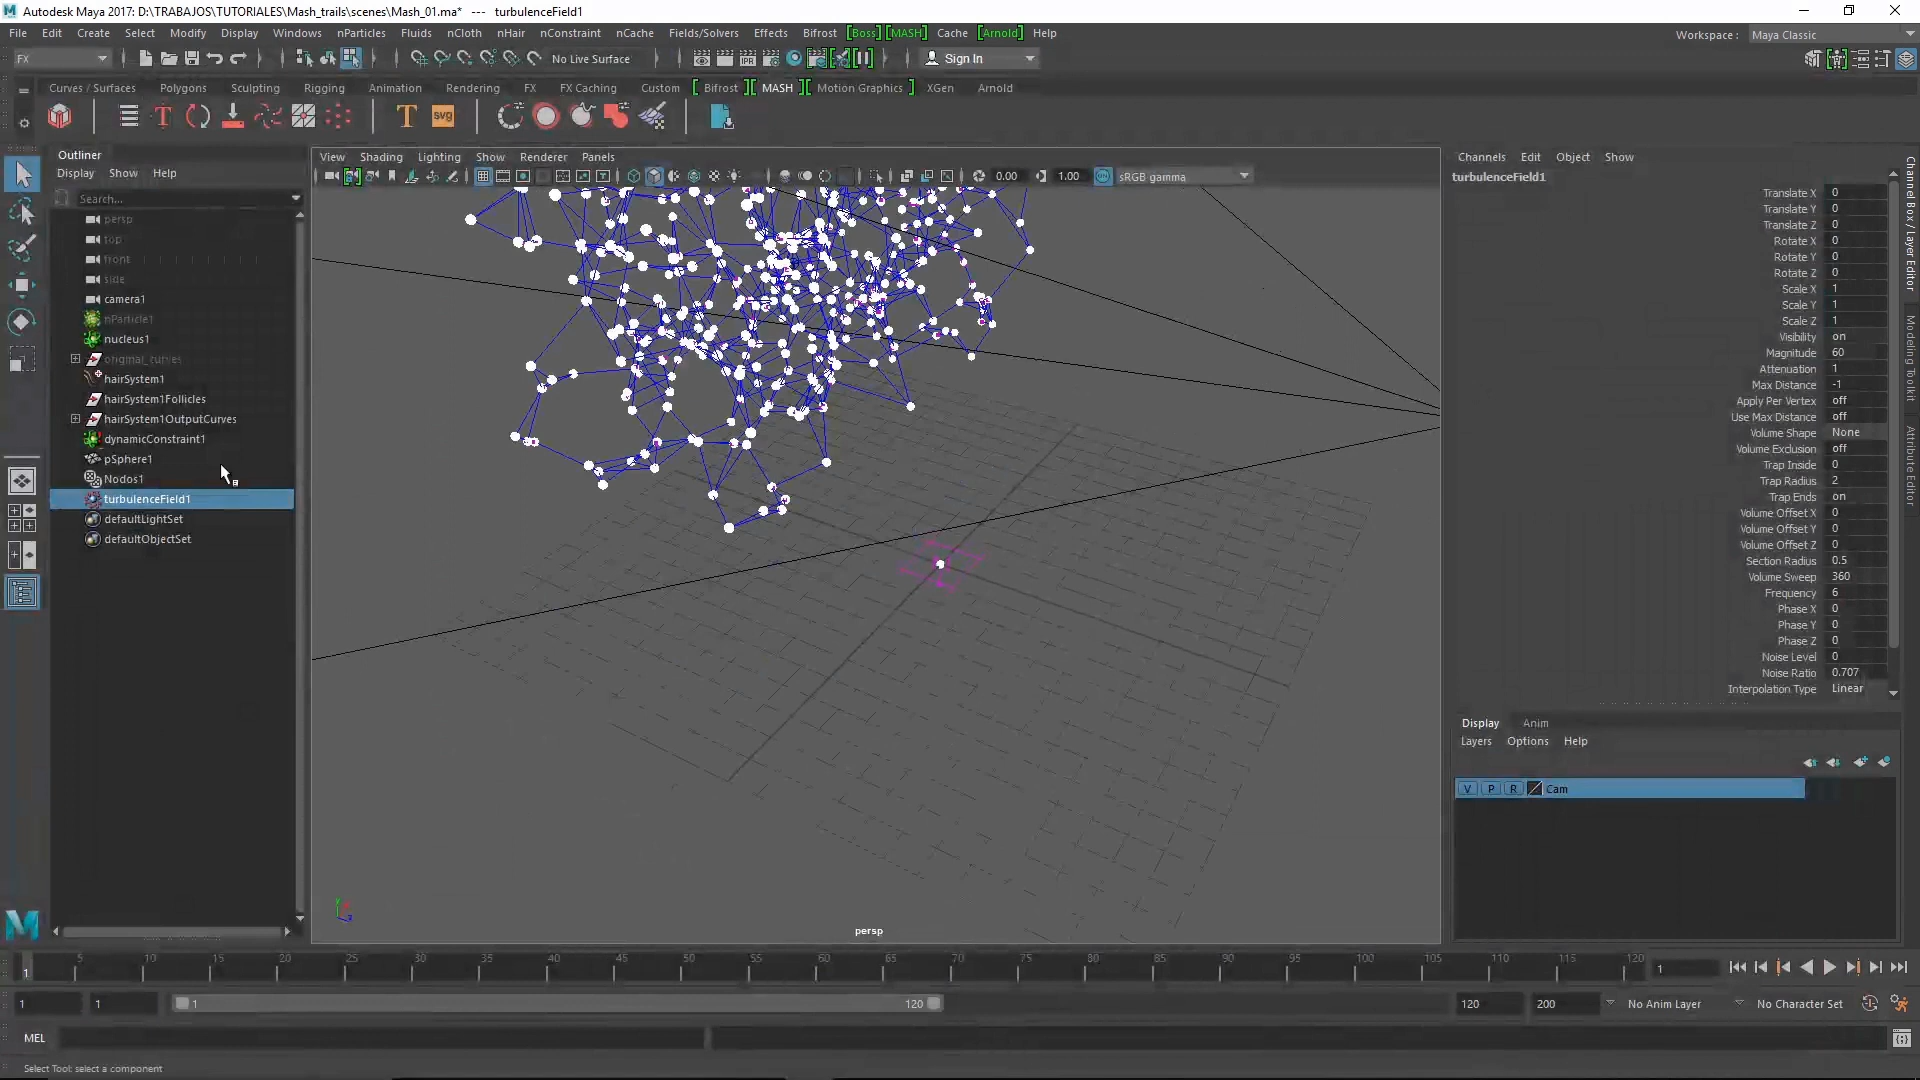 Autodesk Maya 2017: D:\TRABAJOS\TUTORIALES\Mash_trails\scenes\Mash_01.ma* --- turbulenceField1
File Edit Create Select Modify Display Windows nParticles Fluids nCloth nHair nConstraint nCache Fields/Solvers Effects Bifrost [Boss] [MASH] Cache [Arnold] Help
Workspace : Maya Classic
FX
No Live Surface
Sign In
Curves / Surfaces Polygons Sculpting Rigging Animation Rendering FX FX Caching Custom [ Bifrost ][ MASH ][ Motion Graphics ] XGen Arnold
T
T
svg
Outliner
Display Show Help
Search...
persp
top
front
side
camera1
nParticle1
nucleus1
original_curves
hairSystem1
hairSystem1Follicles
hairSystem1OutputCurves
dynamicConstraint1
pSphere1
Nodos1
turbulenceField1
defaultLightSet
defaultObjectSet
View Shading Lighting Show Renderer Panels
0.00 1.00 sRGB gamma
persp
Channels Edit Object Show
turbulenceField1
Translate X 0
Translate Y 0
Translate Z 0
Rotate X 0
Rotate Y 0
Rotate Z 0
Scale X 1
Scale Y 1
Scale Z 1
Visibility on
Magnitude 60
Attenuation 1
Max Distance -1
Apply Per Vertex off
Use Max Distance off
Volume Shape None
Volume Exclusion off
Trap Inside 0
Trap Radius 2
Trap Ends on
Volume Offset X 0
Volume Offset Y 0
Volume Offset Z 0
Section Radius 0.5
Volume Sweep 360
Frequency 6
Phase X 0
Phase Y 0
Phase Z 0
Noise Level 0
Noise Ratio 0.707
Interpolation Type Linear
Channel Box / Layer Editor
Modeling Toolkit
Attribute Editor
Display Anim
Layers Options Help
V P R Cam
1 5 10 15 20 25 30 35 40 45 50 55 60 65 70 75 80 85 90 95 100 105 110 115 120
1
1 1 1 120 120 200 No Anim Layer No Character Set
MEL
Select Tool: select a component